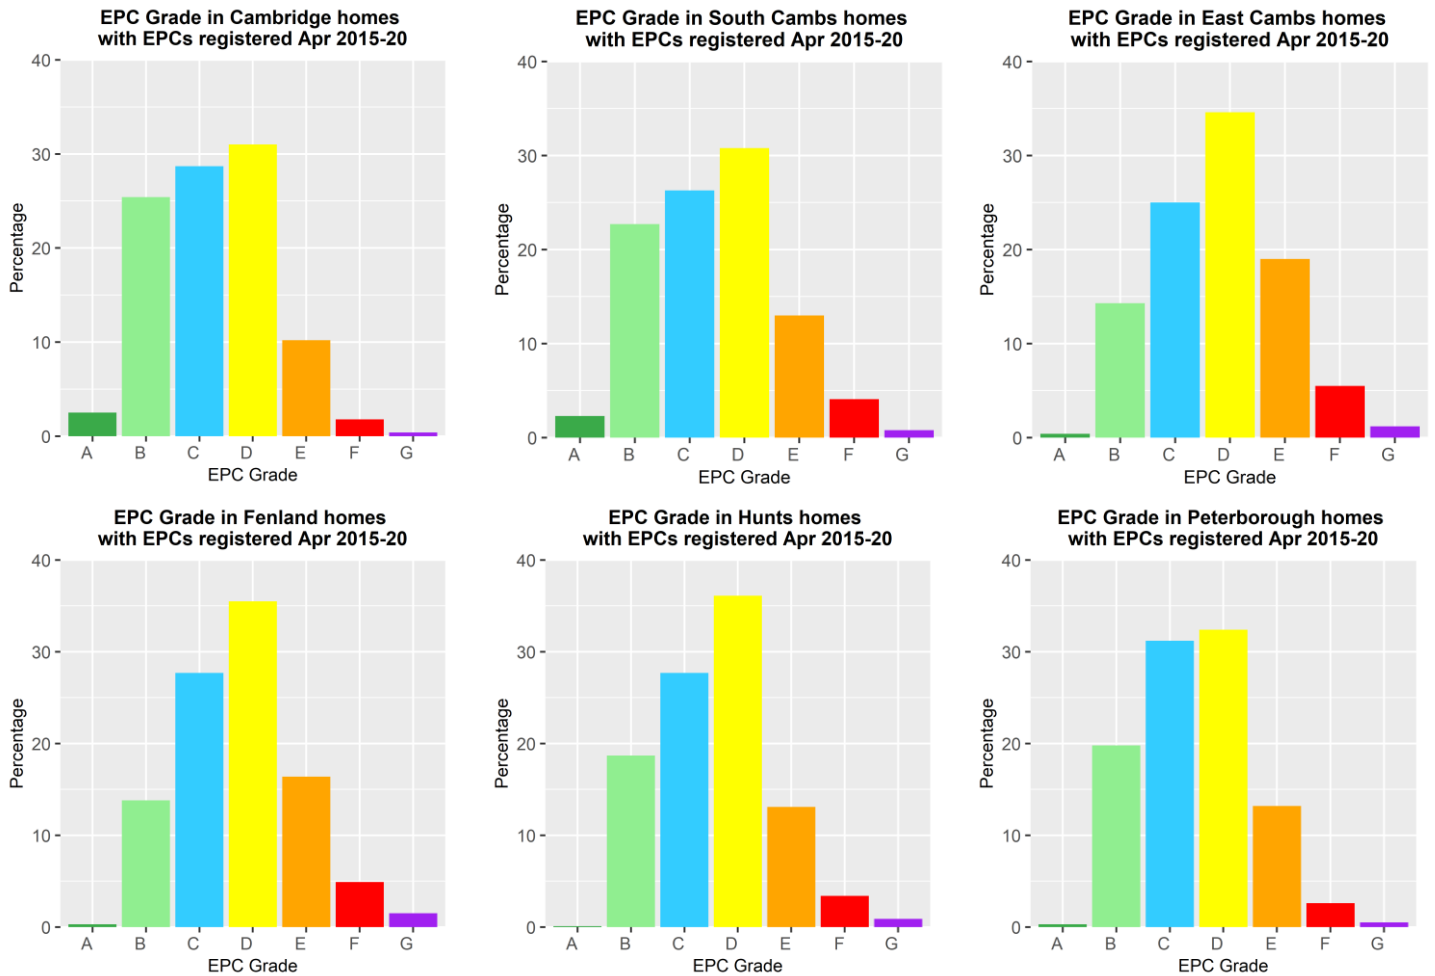 EPC Grade in Cambridge homes
with EPCs registered Apr 2015-20
40
30
20
10
0
Percentage
A B C D E F G
EPC Grade
EPC Grade in South Cambs homes
with EPCs registered Apr 2015-20
40
30
20
10
0
Percentage
A B C D E F G
EPC Grade
EPC Grade in East Cambs homes
with EPCs registered Apr 2015-20
40
30
20
10
0
Percentage
A B C D E F G
EPC Grade
EPC Grade in Fenland homes
with EPCs registered Apr 2015-20
40
30
20
10
0
Percentage
A B C D E F G
EPC Grade
EPC Grade in Hunts homes
with EPCs registered Apr 2015-20
40
30
20
10
0
Percentage
A B C D E F G
EPC Grade
EPC Grade in Peterborough homes
with EPCs registered Apr 2015-20
40
30
20
10
0
Percentage
A B C D E F G
EPC Grade